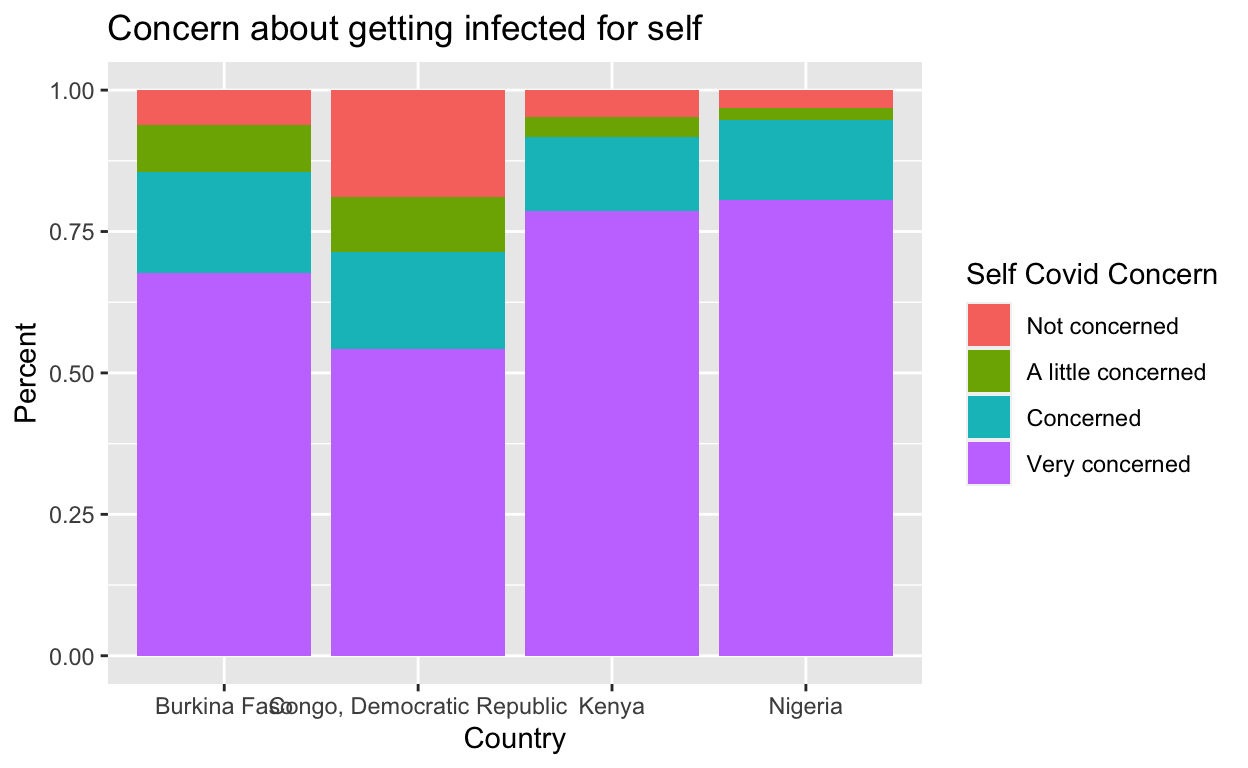 Concern about getting infected for self
Percent
1.00
0.75
0.50
0.25
0.00
Burkina Faso
Congo, Democratic Republic
Kenya
Nigeria
Country
Self Covid Concern
Not concerned
A little concerned
Concerned
Very concerned